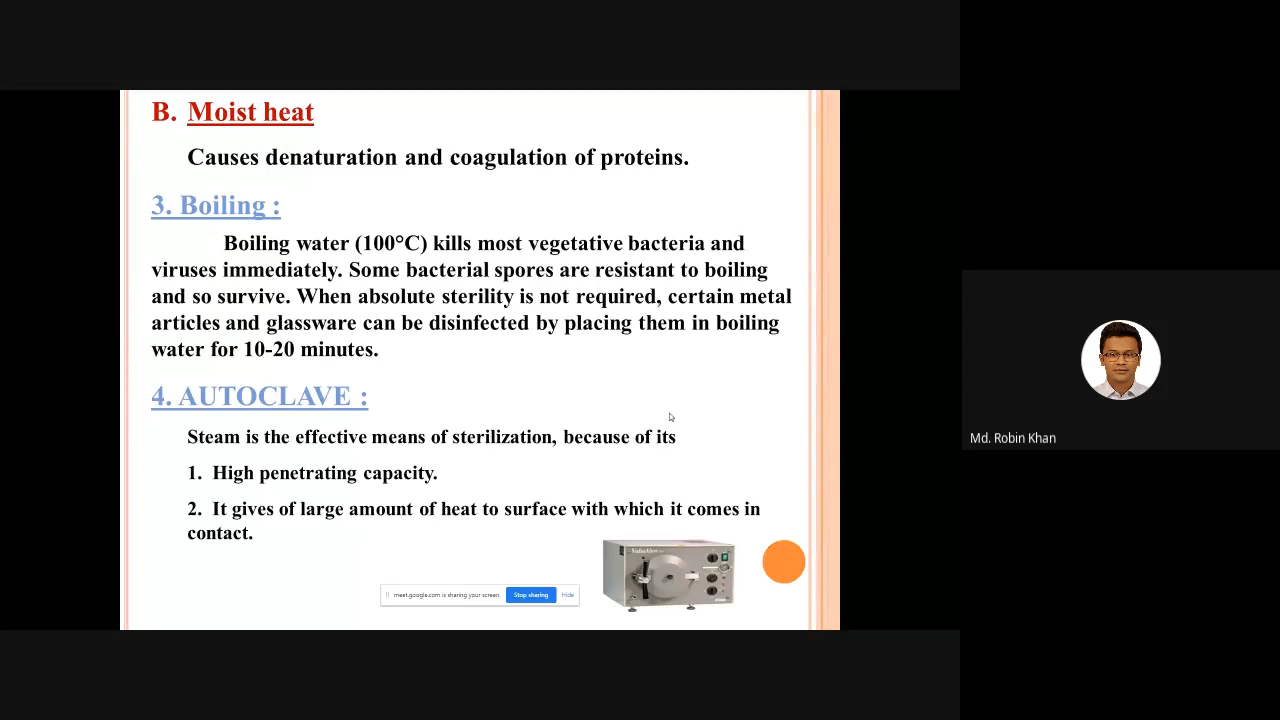 B. Moist heat
Causes denaturation and coagulation of proteins.
3. Boiling :
Boiling water (100°C) kills most vegetative bacteria and
viruses immediately. Some bacterial spores are resistant to boiling
and so survive. When absolute sterility is not required, certain metal
articles and glassware can be disinfected by placing them in boiling
water for 10-20 minutes.
4. AUTOCLAVE :
Steam is the effective means of sterilization, because of its
1. High penetrating capacity.
2. It gives of large amount of heat to surface with which it comes in
contact.
meet.google.com is sharing your screen.
Stop sharing
Hide
Md. Robin Khan